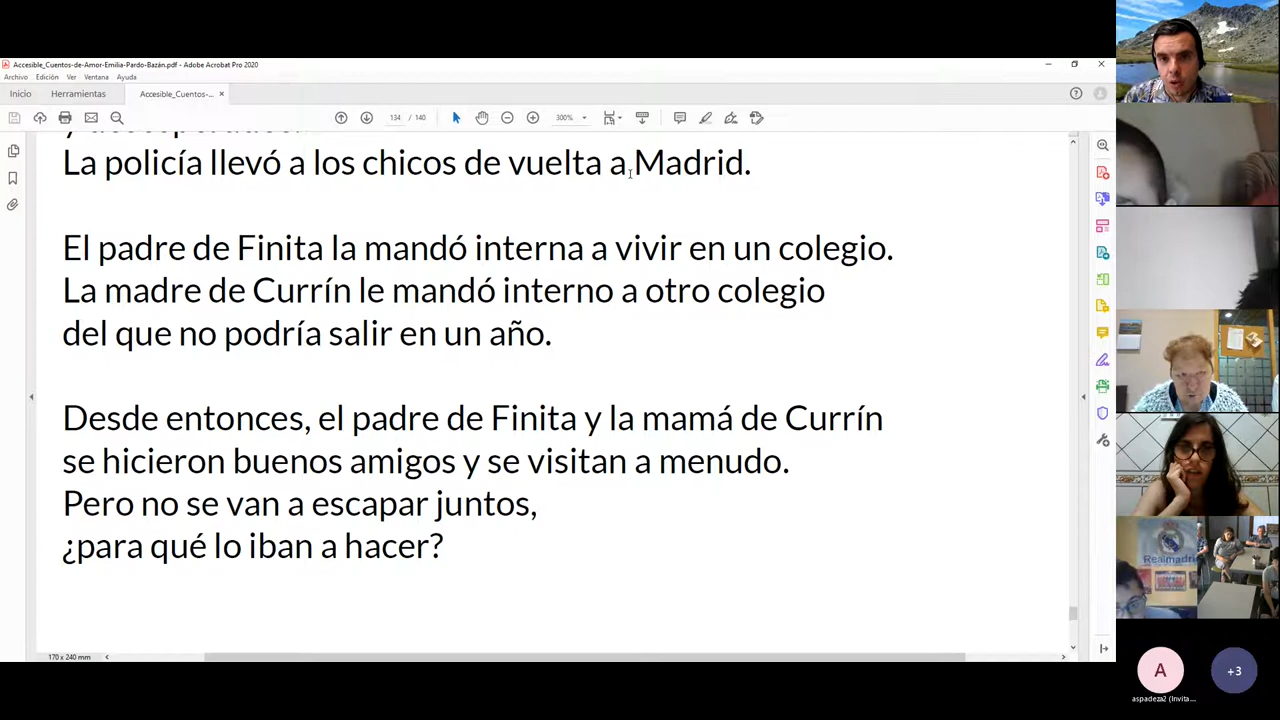 Accesible_Cuentos-de-Amor-Emilia-Pardo-Bazán.pdf - Adobe Acrobat Pro 2020
Archivo Edición Ver Ventana Ayuda
Inicio Herramientas Accesible_Cuentos-...
134 / 140 300%
La policía llevó a los chicos de vuelta a Madrid.
El padre de Finita la mandó interna a vivir en un colegio.
La madre de Currín le mandó interno a otro colegio
del que no podría salir en un año.
Desde entonces, el padre de Finita y la mamá de Currín
se hicieron buenos amigos y se visitan a menudo.
Pero no se van a escapar juntos,
¿para qué lo iban a hacer?
170 x 240 mm
Realmadrid
A
+3
aspadeza2 (Invita...